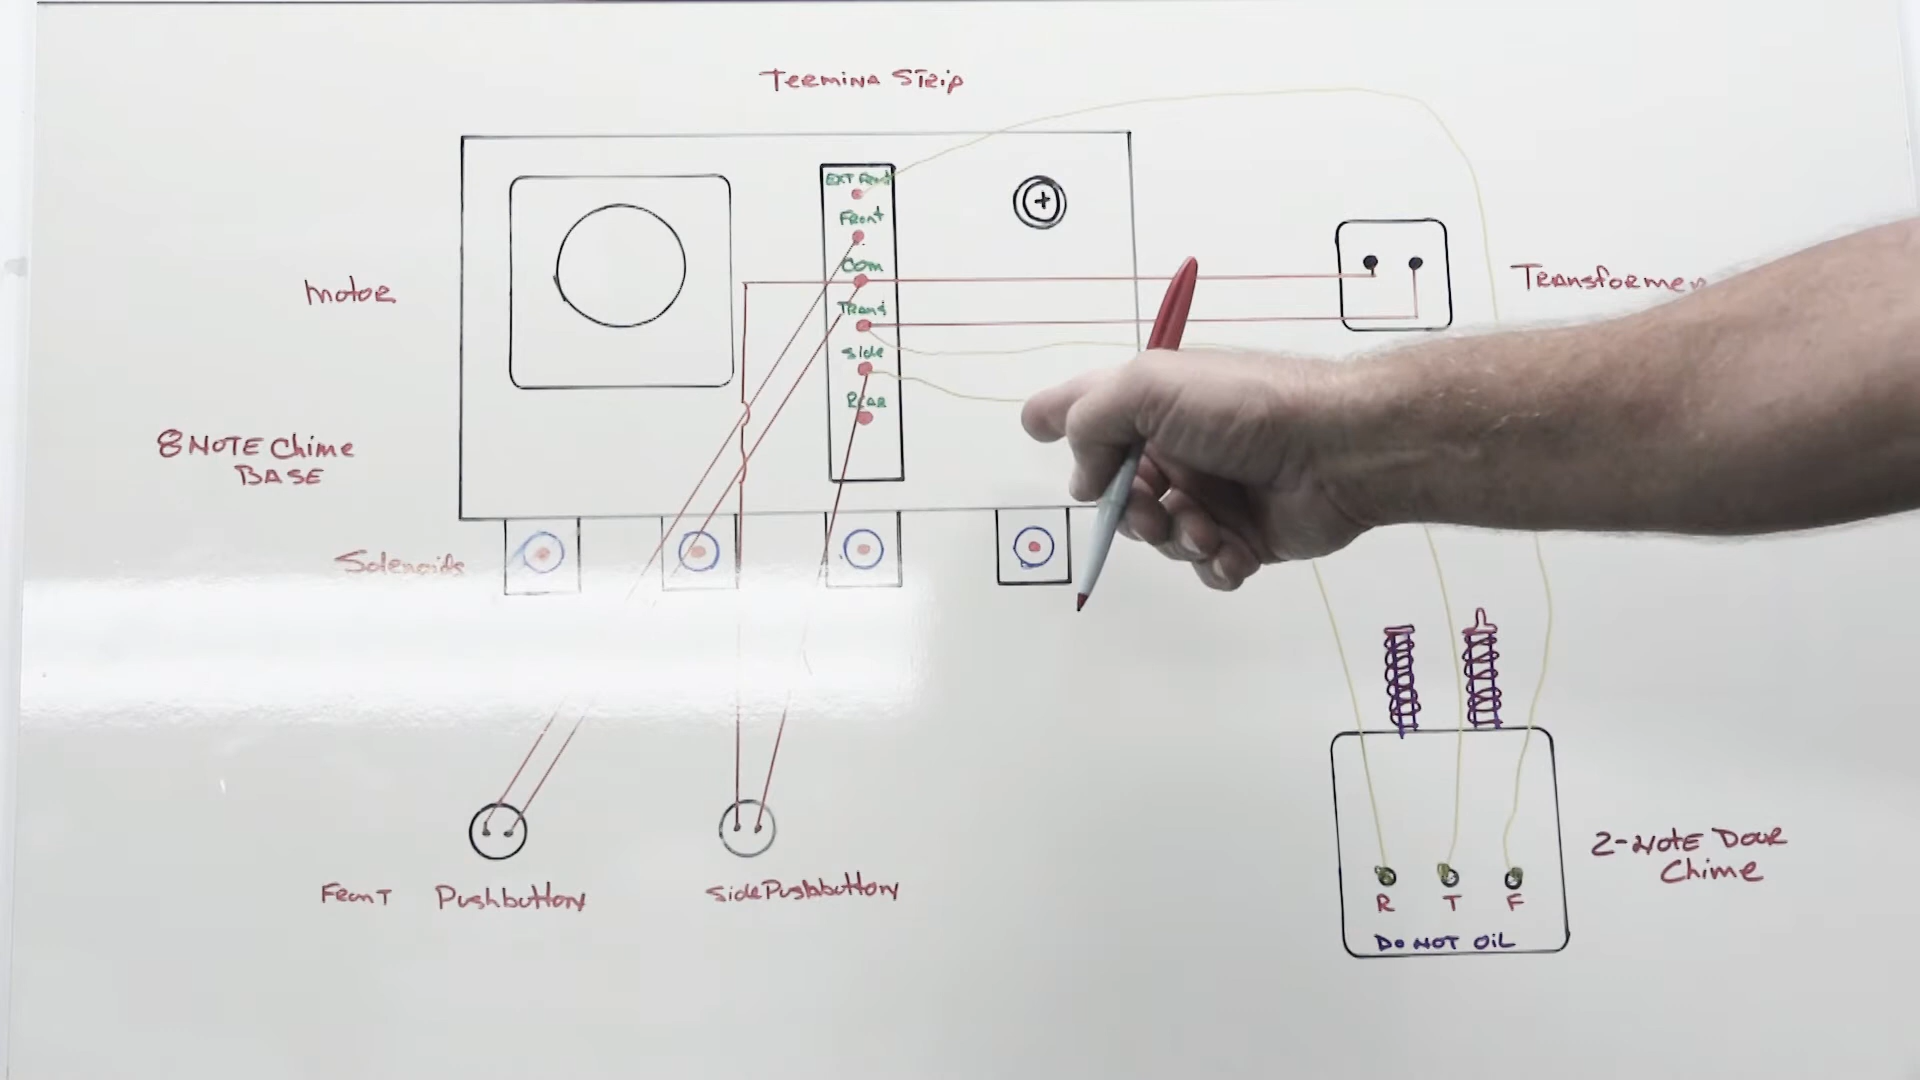 TERMINA STRIP
EXT FRONT
FRONT
COM
TRANS
SIDE
REAR
MOTOR
TRANSFORMER
8 NOTE CHIME
BASE
SOLENOIDS
FRONT PUSHBUTTON
SIDE PUSHBUTTON
2-NOTE DOOR
CHIME
R T F
DO NOT OIL